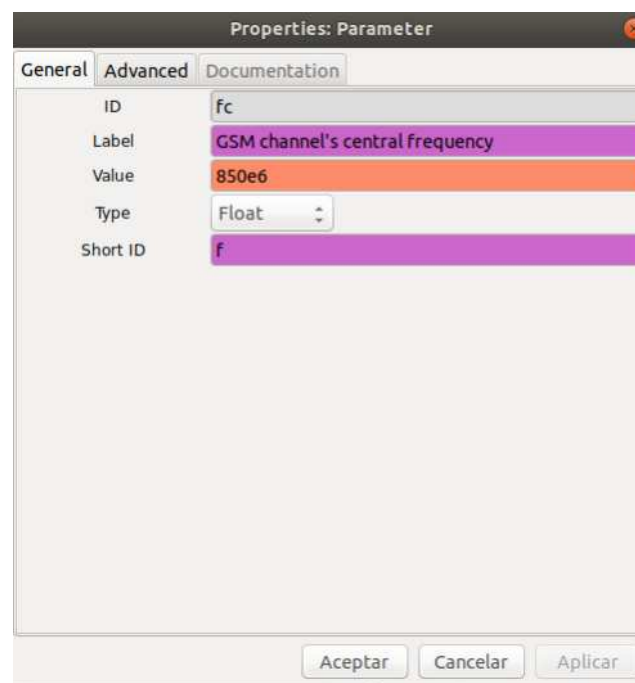 Properties: Parameter
General Advanced Documentation
ID fc
Label GSM channel's central frequency
Value 850e6
Type Float
Short ID f
Aceptar Cancelar Aplicar